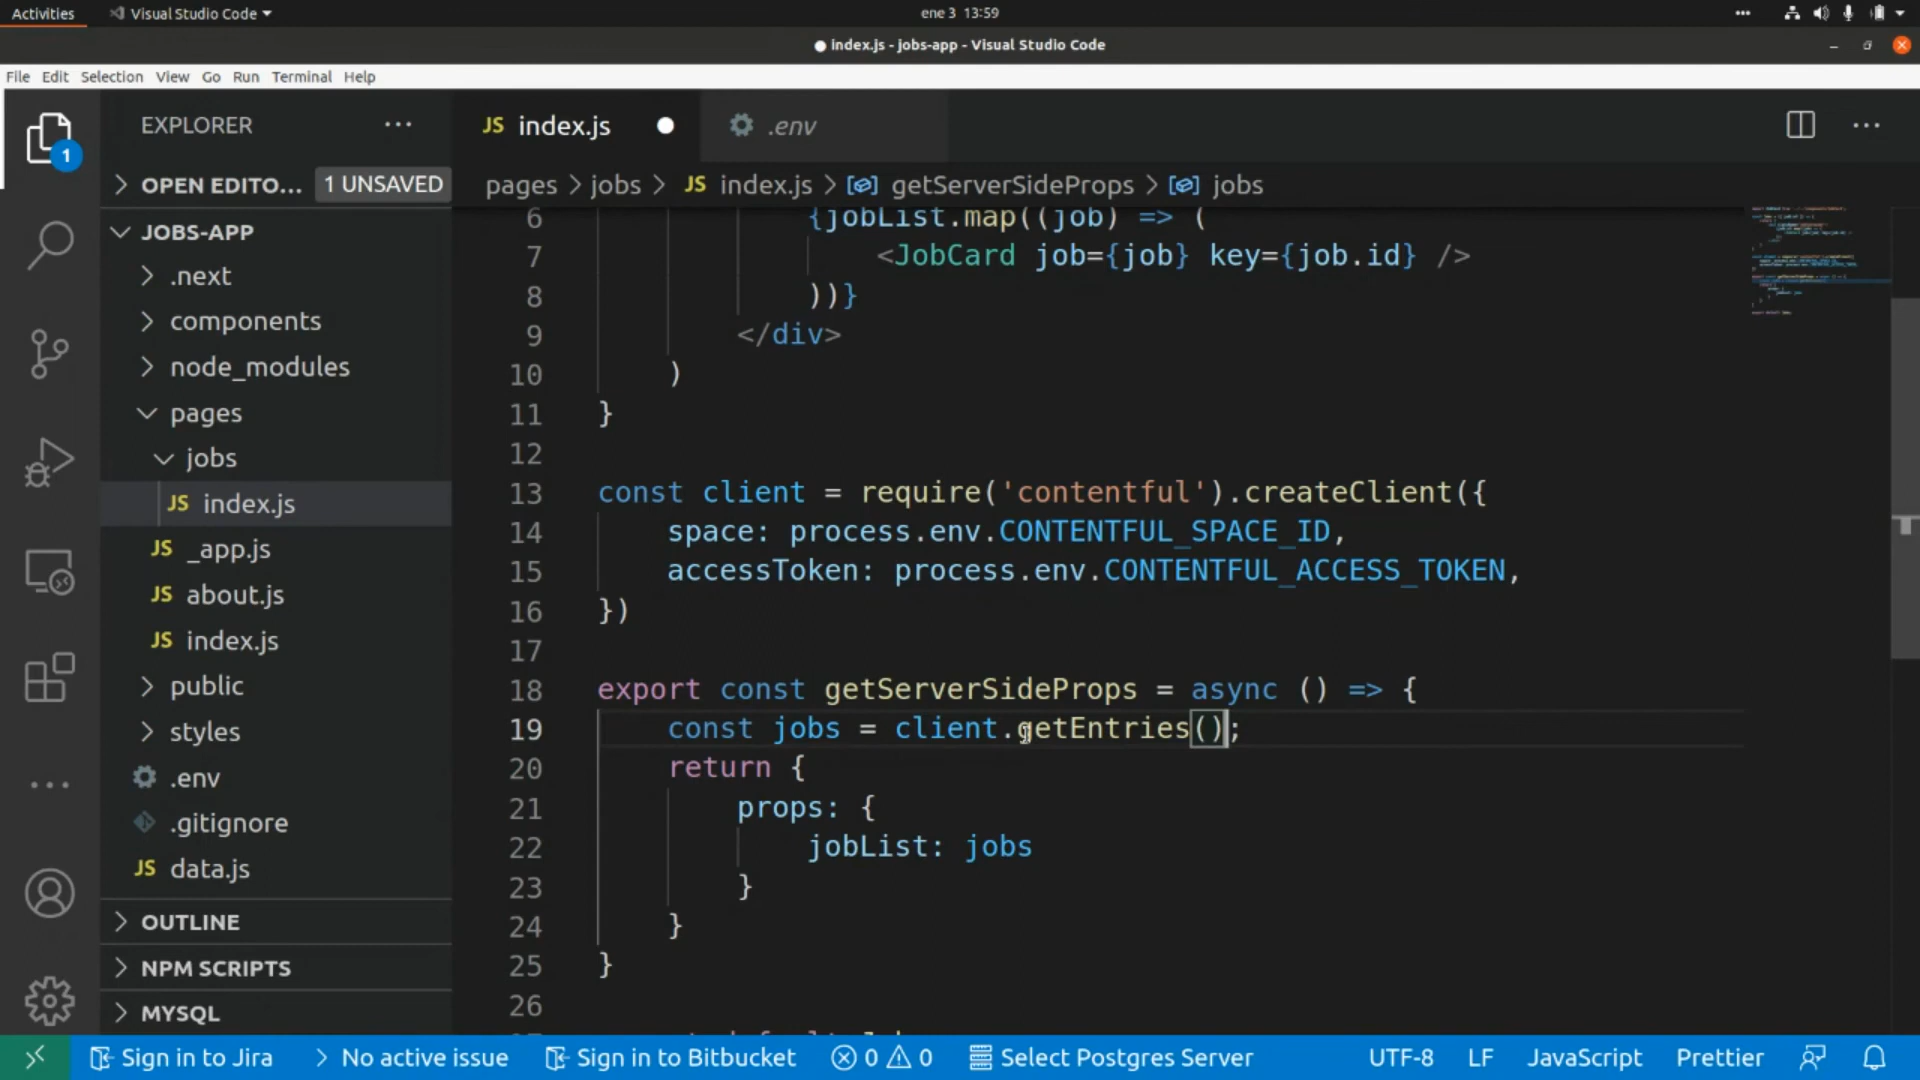 Activities
Visual Studio Code
ene 3 13:59
index.js - jobs-app - Visual Studio Code
File Edit Selection View Go Run Terminal Help
EXPLORER
1
OPEN EDITO... 1 UNSAVED
JOBS-APP
.next
components
node_modules
pages
jobs
JS index.js
JS _app.js
JS about.js
JS index.js
public
styles
.env
.gitignore
JS data.js
OUTLINE
NPM SCRIPTS
MYSQL
JS index.js
.env
pages > jobs > JS index.js > getServerSideProps > jobs
6 {jobList.map((job) => (
7 <JobCard job={job} key={job.id} />
8 ))}
9 </div>
10 )
11 }
12
13 const client = require('contentful').createClient({
14 space: process.env.CONTENTFUL_SPACE_ID,
15 accessToken: process.env.CONTENTFUL_ACCESS_TOKEN,
16 })
17
18 export const getServerSideProps = async () => {
19 const jobs = client.getEntries();
20 return {
21 props: {
22 jobList: jobs
23 }
24 }
25 }
26
Sign in to Jira
No active issue
Sign in to Bitbucket
0 0
Select Postgres Server
UTF-8
LF
JavaScript
Prettier